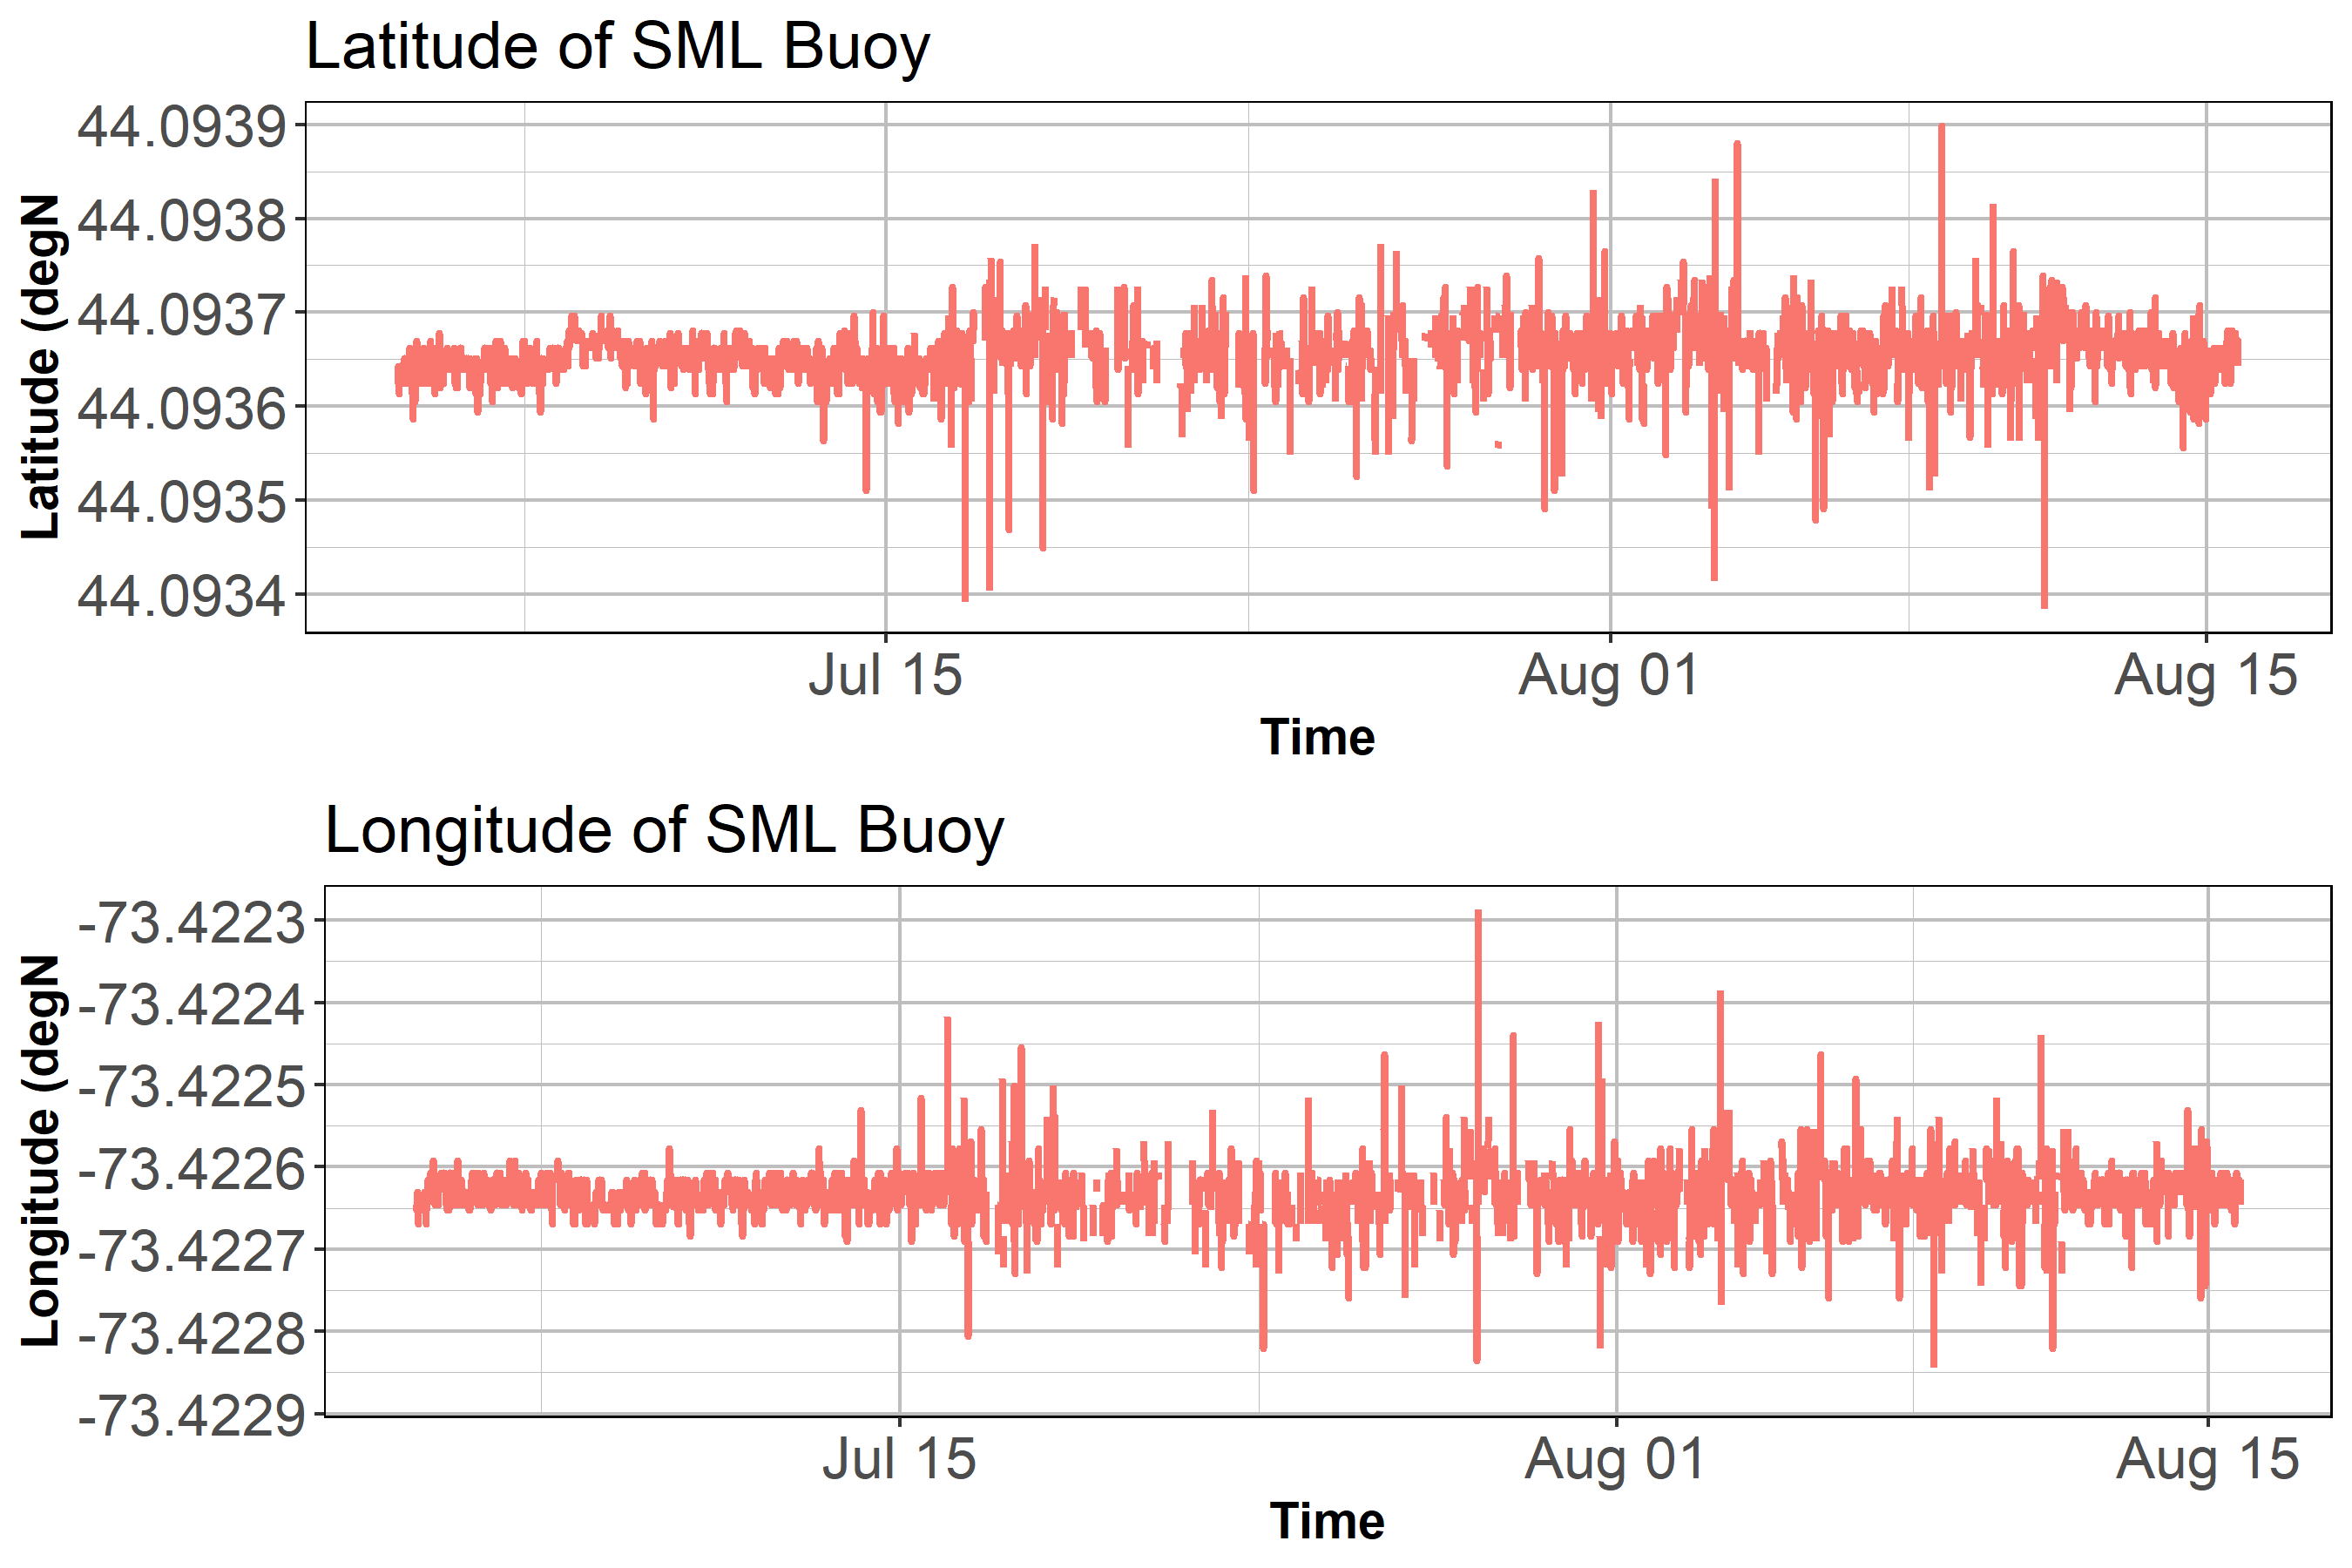 Latitude of SML Buoy
44.0939
44.0938
44.0937
44.0936
44.0935
44.0934
Latitude (degN
Jul 15 Aug 01 Aug 15
Time
Longitude of SML Buoy
-73.4223
-73.4224
-73.4225
-73.4226
-73.4227
-73.4228
-73.4229
Longitude (degN
Jul 15 Aug 01 Aug 15
Time